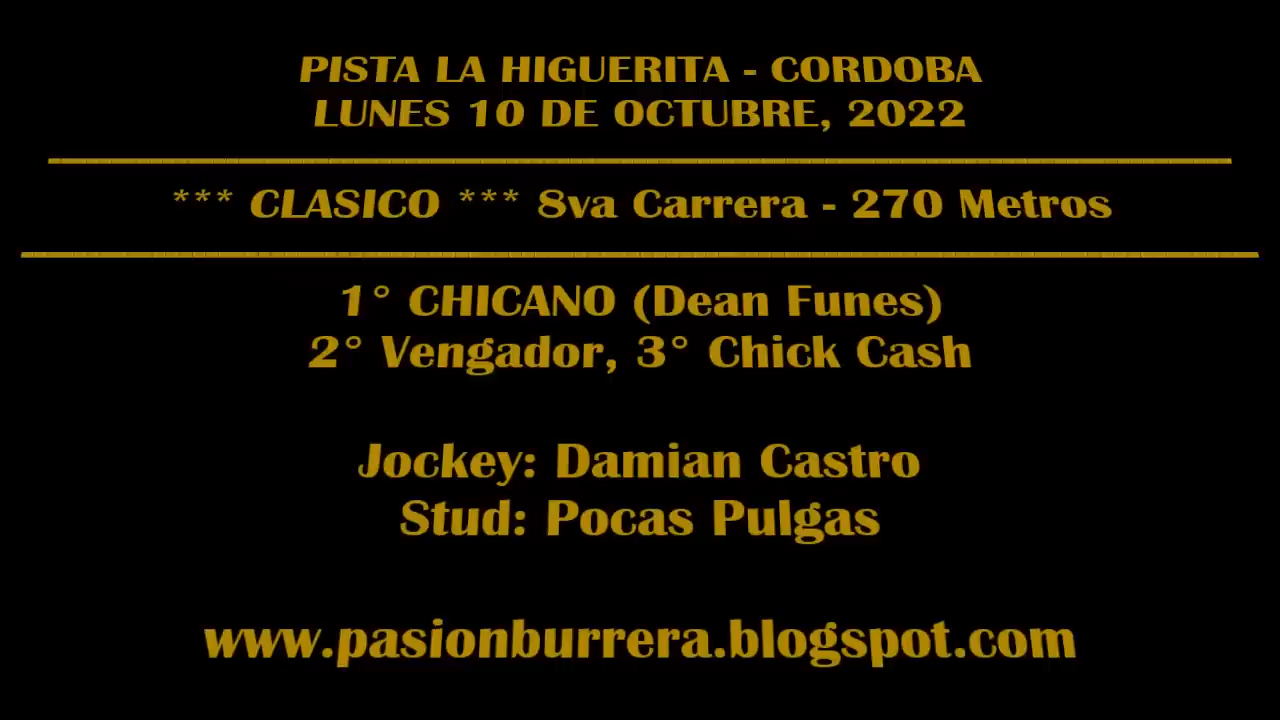 PISTA LA HIGUERITA - CORDOBA
LUNES 10 DE OCTUBRE, 2022
*** CLASICO *** 8va Carrera - 270 Metros
1° CHICANO (Dean Funes)
2° Vengador, 3° Chick Cash
Jockey: Damian Castro
Stud: Pocas Pulgas
www.pasionburrera.blogspot.com